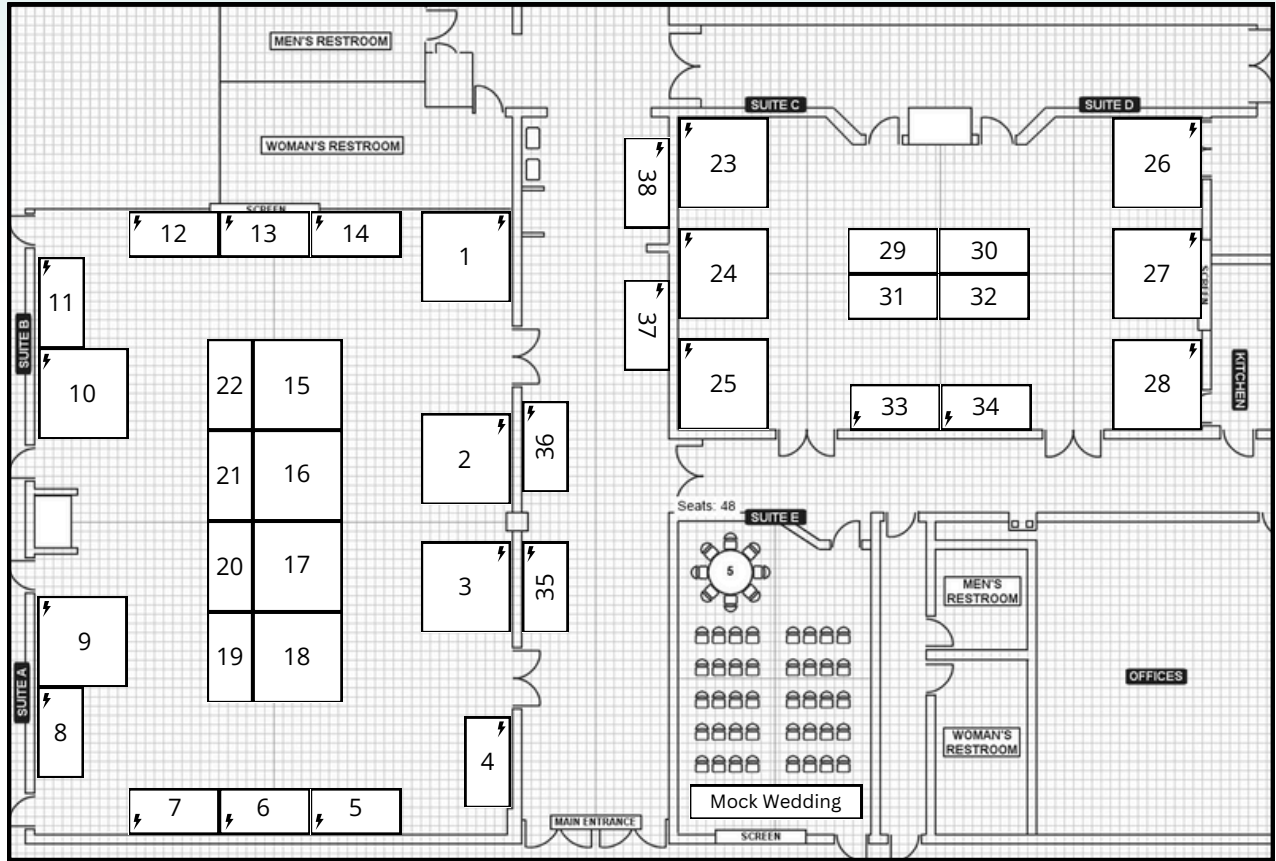 MEN'S RESTROOM
WOMAN'S RESTROOM
SUITE C
SUITE D
SCREEN
12
13
14
1
11
SUITE B
10
22
15
21
16
20
17
19
18
2
3
36
35
9
SUITE A
8
7
6
5
4
38
37
23
24
25
26
27
28
SCREEN
KITCHEN
29
30
31
32
33
34
Seats: 48
SUITE E
5
Mock Wedding
SCREEN
MAIN ENTRANCE
MEN'S
RESTROOM
WOMAN'S
RESTROOM
OFFICES